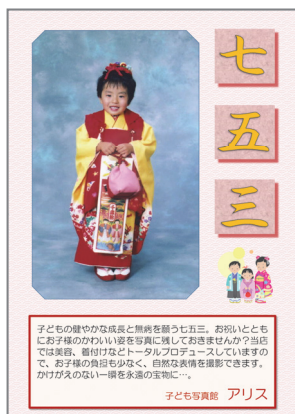 七
五
三
子どもの健やかな成長と無病を願う七五三。お祝いととも
にお子様のかわいい姿を写真に残しておきませんか?当店
では美容、着付けなどトータルプロデュースしていますの
で、お子様の負担も少なく、自然な表情を撮影できます。
かけがえのない一瞬を永遠の宝物に…。
子ども写真館 アリス